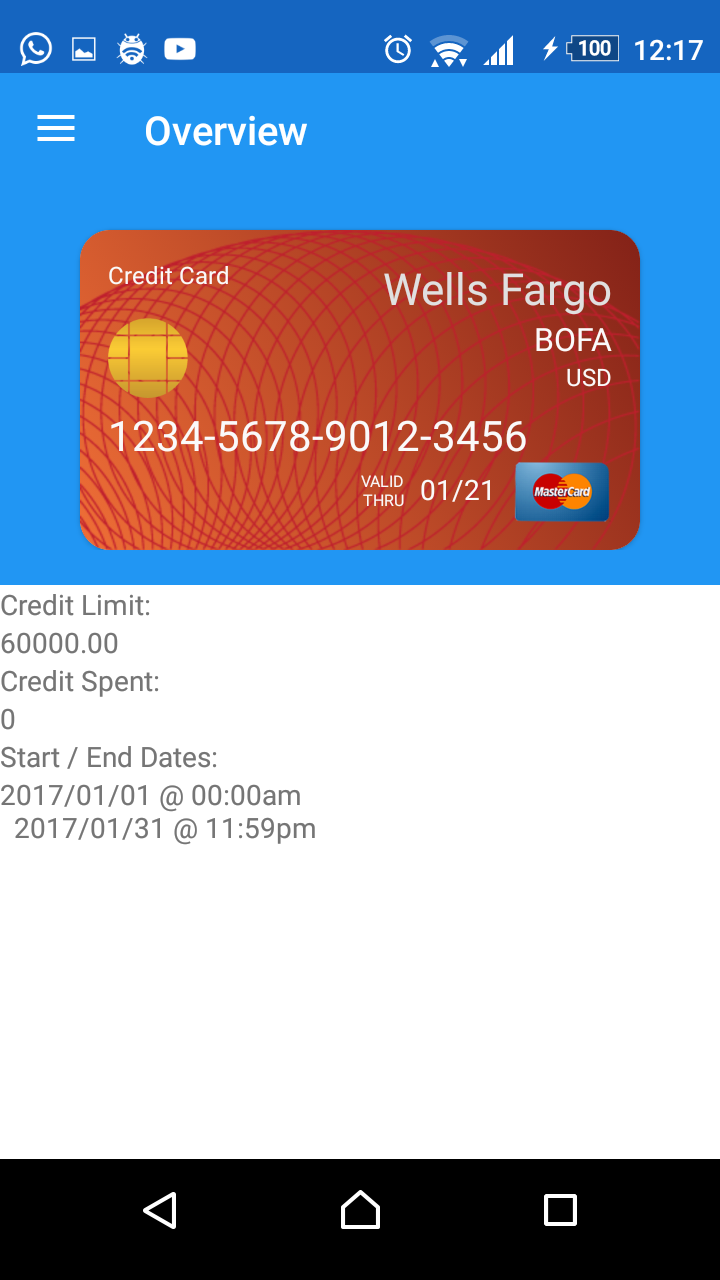 100 12:17
Overview
Credit Card
Wells Fargo
BOFA
USD
1234-5678-9012-3456
VALID
THRU
01/21
MasterCard
Credit Limit:
60000.00
Credit Spent:
0
Start / End Dates:
2017/01/01 @ 00:00am
2017/01/31 @ 11:59pm